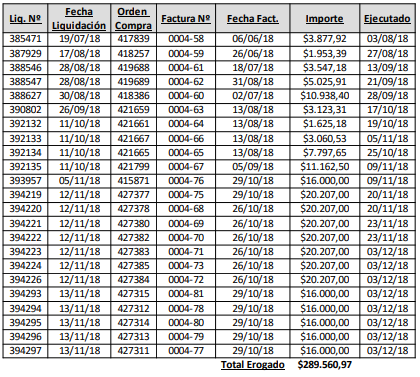 Liq. Nº Fecha Liquidación Orden Compra Factura Nº Fecha Fact. Importe Ejecutado
385471 19/07/18 417839 0004-58 06/06/18 $3.877,92 03/08/18
387929 17/08/18 418257 0004-59 26/06/18 $1.953,39 27/08/18
388546 28/08/18 419688 0004-61 18/07/18 $3.547,18 13/09/18
388547 28/08/18 419689 0004-62 31/08/18 $5.025,91 21/09/18
388627 30/08/18 418386 0004-60 02/07/18 $10.938,40 28/09/18
390802 26/09/18 421659 0004-63 13/08/18 $3.123,31 17/10/18
392132 11/10/18 421661 0004-64 13/08/18 $1.625,18 19/10/18
392133 11/10/18 421667 0004-66 13/08/18 $3.060,53 05/11/18
392134 11/10/18 421665 0004-65 13/08/18 $7.797,65 25/10/18
392135 11/10/18 421799 0004-67 05/09/18 $11.162,50 09/11/18
393957 05/11/18 415871 0004-76 29/10/18 $16.000,00 09/11/18
394219 12/11/18 427377 0004-75 29/10/18 $20.207,00 20/11/18
394220 12/11/18 427378 0004-68 26/10/18 $20.207,00 20/11/18
394221 12/11/18 427380 0004-69 26/10/18 $20.207,00 23/11/18
394222 12/11/18 427382 0004-70 26/10/18 $20.207,00 23/11/18
394223 12/11/18 427383 0004-71 26/10/18 $20.207,00 03/12/18
394224 12/11/18 427385 0004-73 26/10/18 $20.207,00 03/12/18
394226 12/11/18 427384 0004-72 26/10/18 $20.207,00 03/12/18
394293 13/11/18 427315 0004-81 29/10/18 $16.000,00 03/12/18
394294 13/11/18 427312 0004-78 29/10/18 $16.000,00 03/12/18
394295 13/11/18 427314 0004-80 29/10/18 $16.000,00 03/12/18
394296 13/11/18 427313 0004-79 29/10/18 $16.000,00 03/12/18
394297 13/11/18 427311 0004-77 29/10/18 $16.000,00 03/12/18
Total Erogado $289.560,97